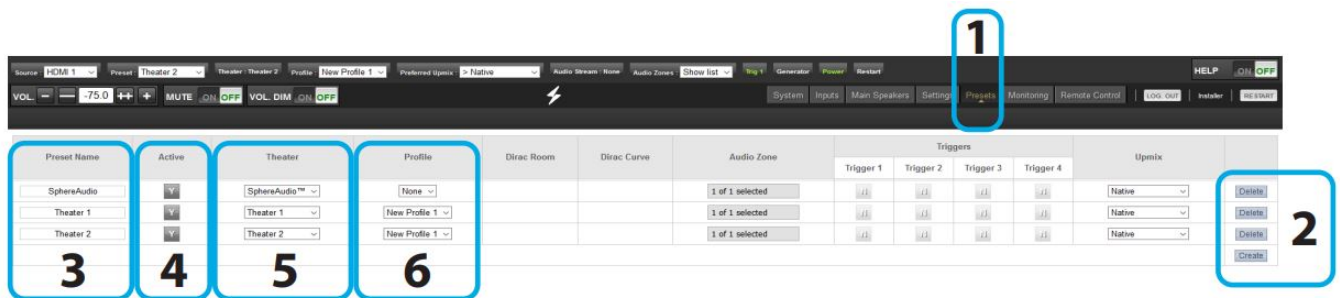 1
Source : HDMI 1 Preset : Theater 2 Theater : Theater 2 Profile : New Profile 1 Preferred Upmix : > Native Audio Stream : None Audio Zones : Show list Trig 1 Generator Power Restart HELP ON OFF
VOL. - — -75.0 ++ + MUTE ON OFF VOL. DIM ON OFF System Inputs Main Speakers Settings Presets Monitoring Remote Control LOG OUT Installer RESTART
Preset Name Active Theater Profile Dirac Room Dirac Curve Audio Zone Triggers Upmix
Trigger 1 Trigger 2 Trigger 3 Trigger 4
SphereAudio Y SphereAudio™ None 1 of 1 selected Native Delete
Theater 1 Y Theater 1 New Profile 1 1 of 1 selected Native Delete
Theater 2 Y Theater 2 New Profile 1 1 of 1 selected Native Delete
Create
3 4 5 6 2